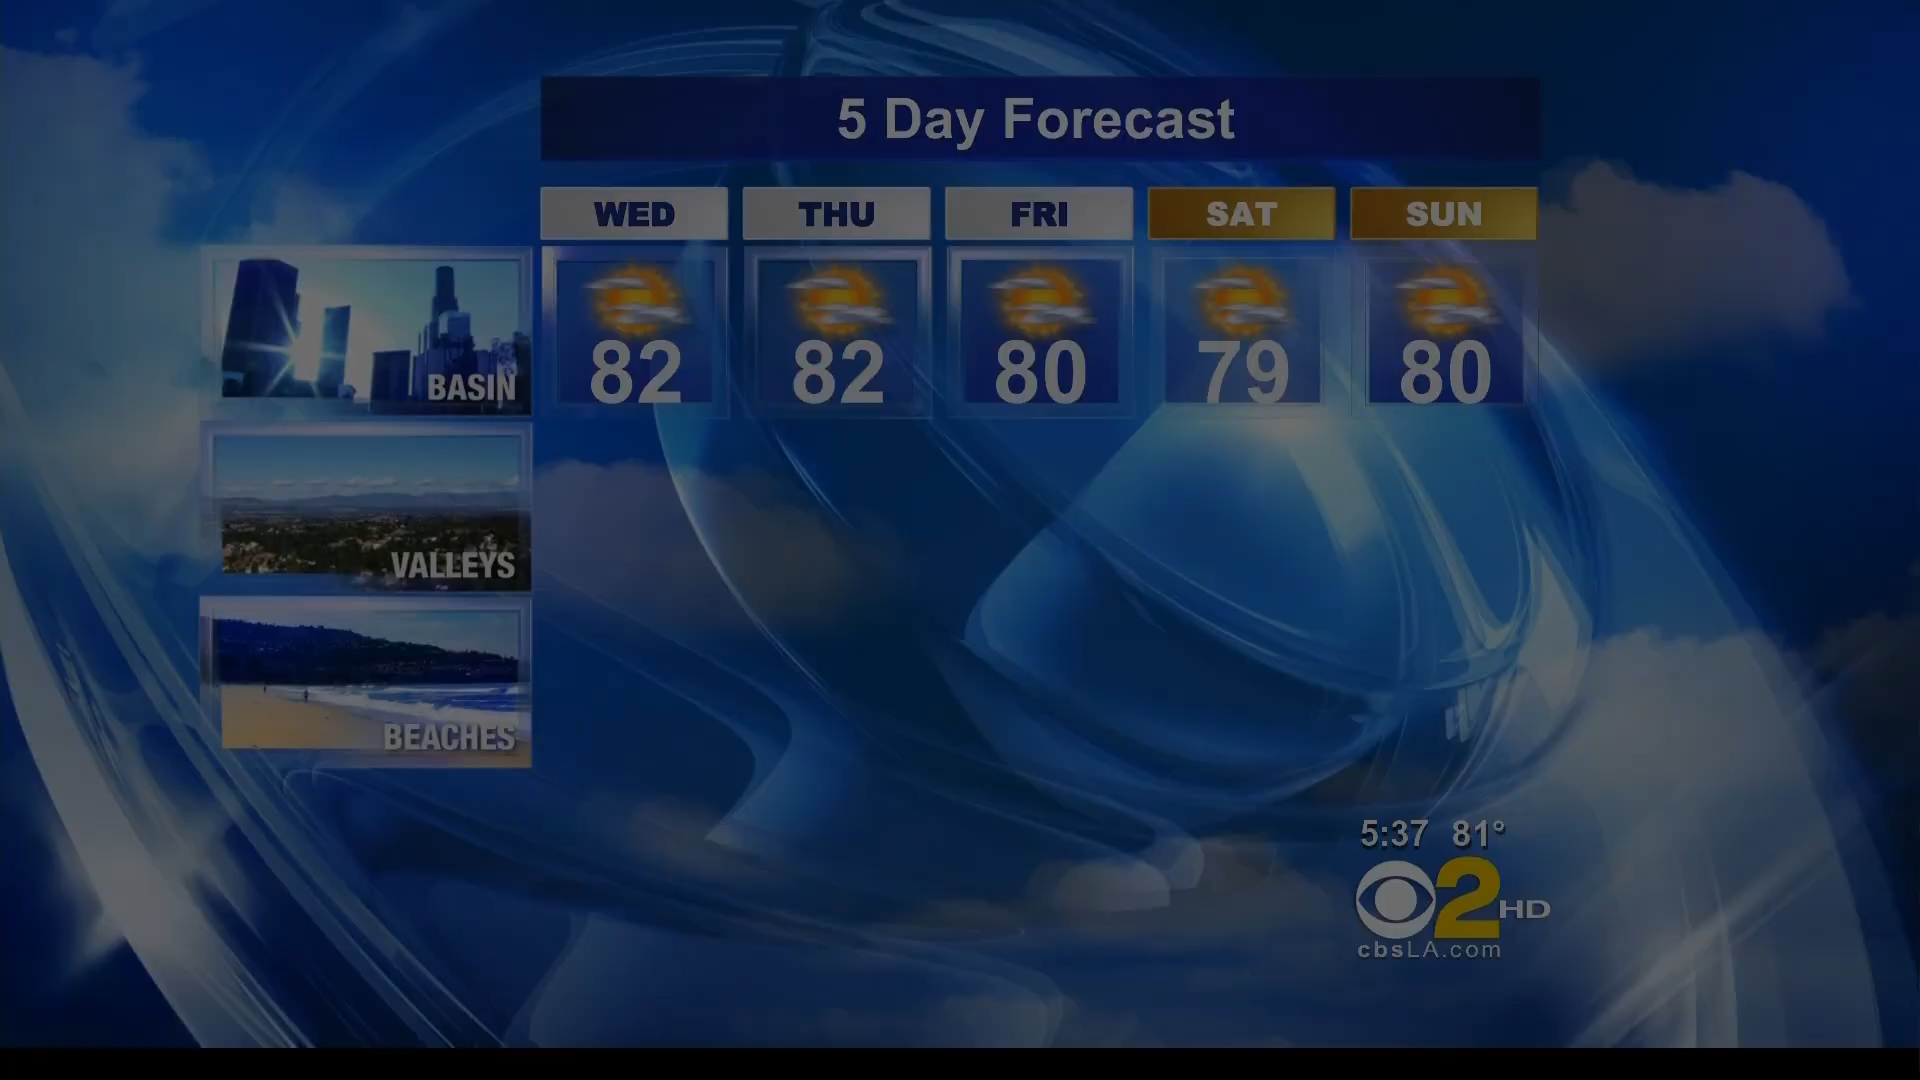 5 Day Forecast
WED THU FRI SAT SUN
BASIN 82 82 80 79 80
VALLEYS
BEACHES
5:37 81°
2HD
cbsLA.com